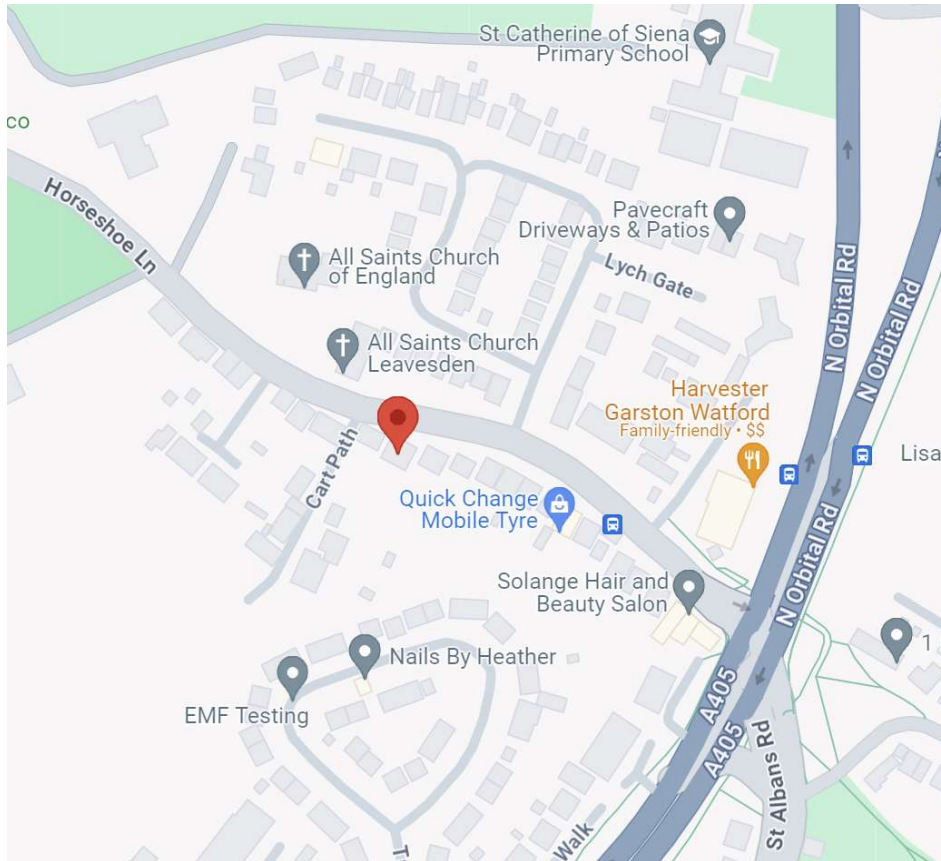 St Catherine of Siena
Primary School
co
Horseshoe Ln
Pavecraft
Driveways & Patios
Lych Gate
All Saints Church
of England
N Orbital Rd
N Orbital Rd
All Saints Church
Leavesden
Harvester
Garston Watford
Family-friendly • $$
Lisa
Cart Path
Quick Change
Mobile Tyre
N Orbital Rd
Solange Hair and
Beauty Salon
1
Nails By Heather
EMF Testing
A405
A405
St Albans Rd
Walk